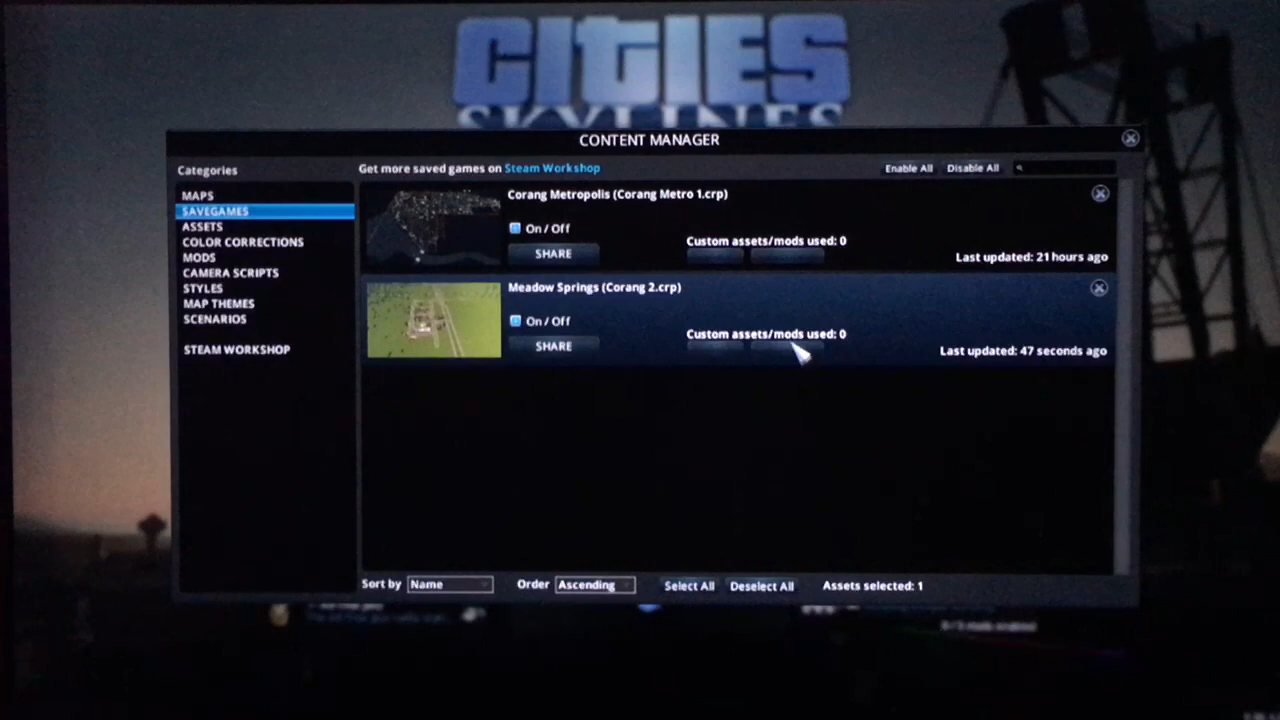 CITIES
SKYLINES
CONTENT MANAGER
Categories
MAPS
SAVEGAMES
ASSETS
COLOR CORRECTIONS
MODS
CAMERA SCRIPTS
STYLES
MAP THEMES
SCENARIOS
STEAM WORKSHOP
Get more saved games on Steam Workshop
Enable All Disable All
Corang Metropolis (Corang Metro 1.crp)
On / Off
SHARE
Custom assets/mods used: 0
Last updated: 21 hours ago
Meadow Springs (Corang 2.crp)
On / Off
SHARE
Custom assets/mods used: 0
Last updated: 47 seconds ago
Sort by Name Order Ascending Select All Deselect All Assets selected: 1